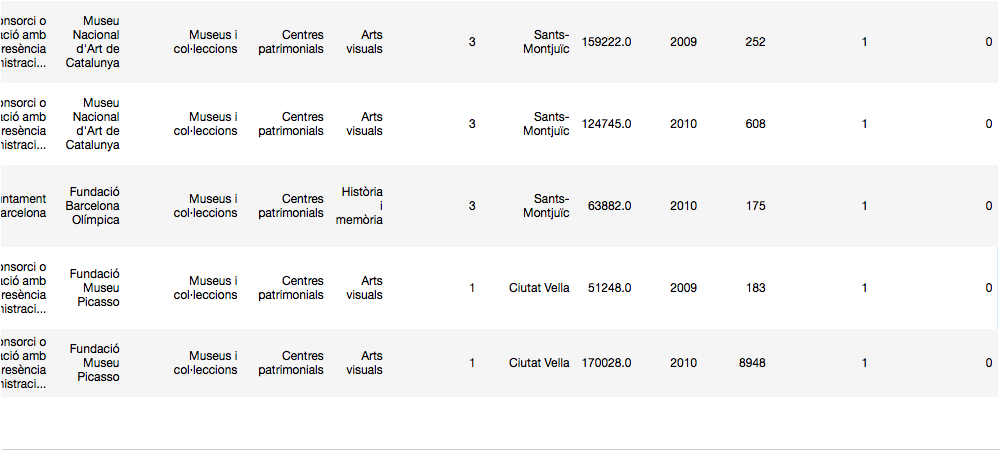 onsorci o
ació amb
resència
nistraci...
Museu
Nacional
d'Art de
Catalunya
Museus i
col·leccions
Centres
patrimonials
Arts
visuals
3
Sants-
Montjuïc
159222.0
2009
252
1
0
onsorci o
ació amb
resència
nistraci...
Museu
Nacional
d'Art de
Catalunya
Museus i
col·leccions
Centres
patrimonials
Arts
visuals
3
Sants-
Montjuïc
124745.0
2010
608
1
0
untament
arcelona
Fundació
Barcelona
Olímpica
Museus i
col·leccions
Centres
patrimonials
Història
i
memòria
3
Sants-
Montjuïc
63882.0
2010
175
1
0
onsorci o
ació amb
resència
nistraci...
Fundació
Museu
Picasso
Museus i
col·leccions
Centres
patrimonials
Arts
visuals
1
Ciutat Vella
51248.0
2009
183
1
0
onsorci o
ació amb
resència
nistraci...
Fundació
Museu
Picasso
Museus i
col·leccions
Centres
patrimonials
Arts
visuals
1
Ciutat Vella
170028.0
2010
8948
1
0